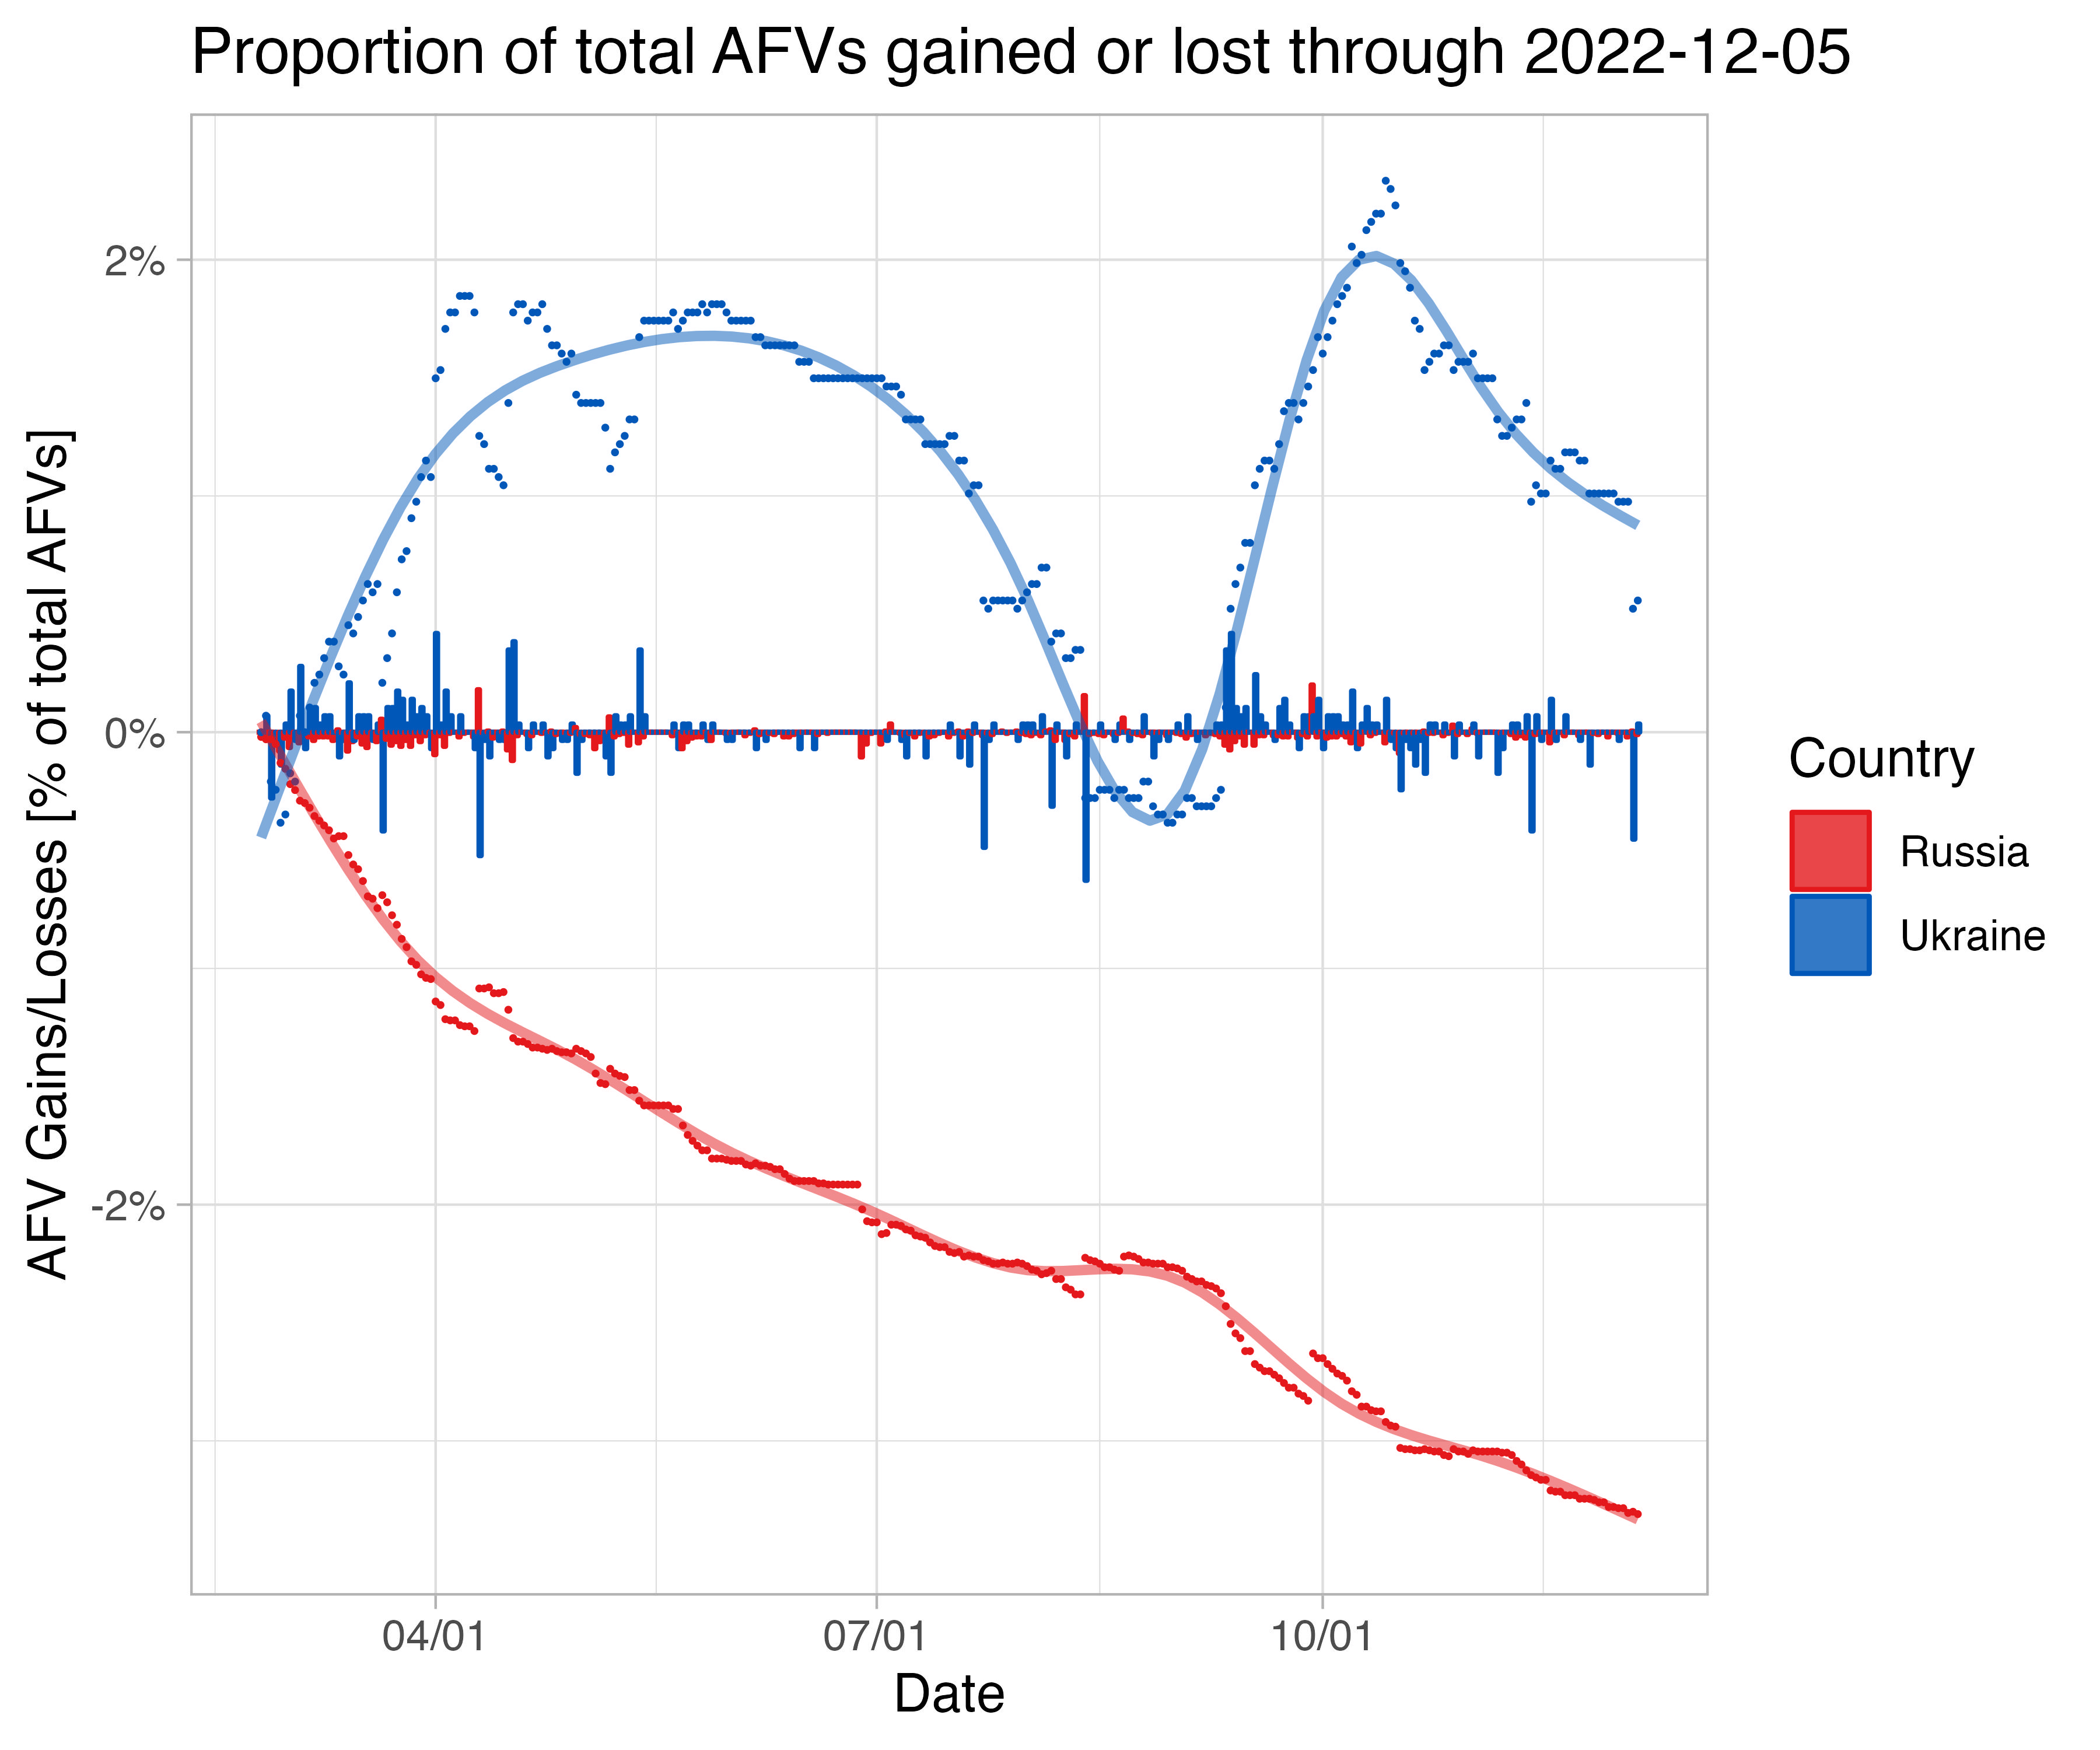 Proportion of total AFVs gained or lost through 2022-12-05
AFV Gains/Losses [% of total AFVs]
2%
0%
-2%
04/01
07/01
10/01
Date
Country
Russia
Ukraine